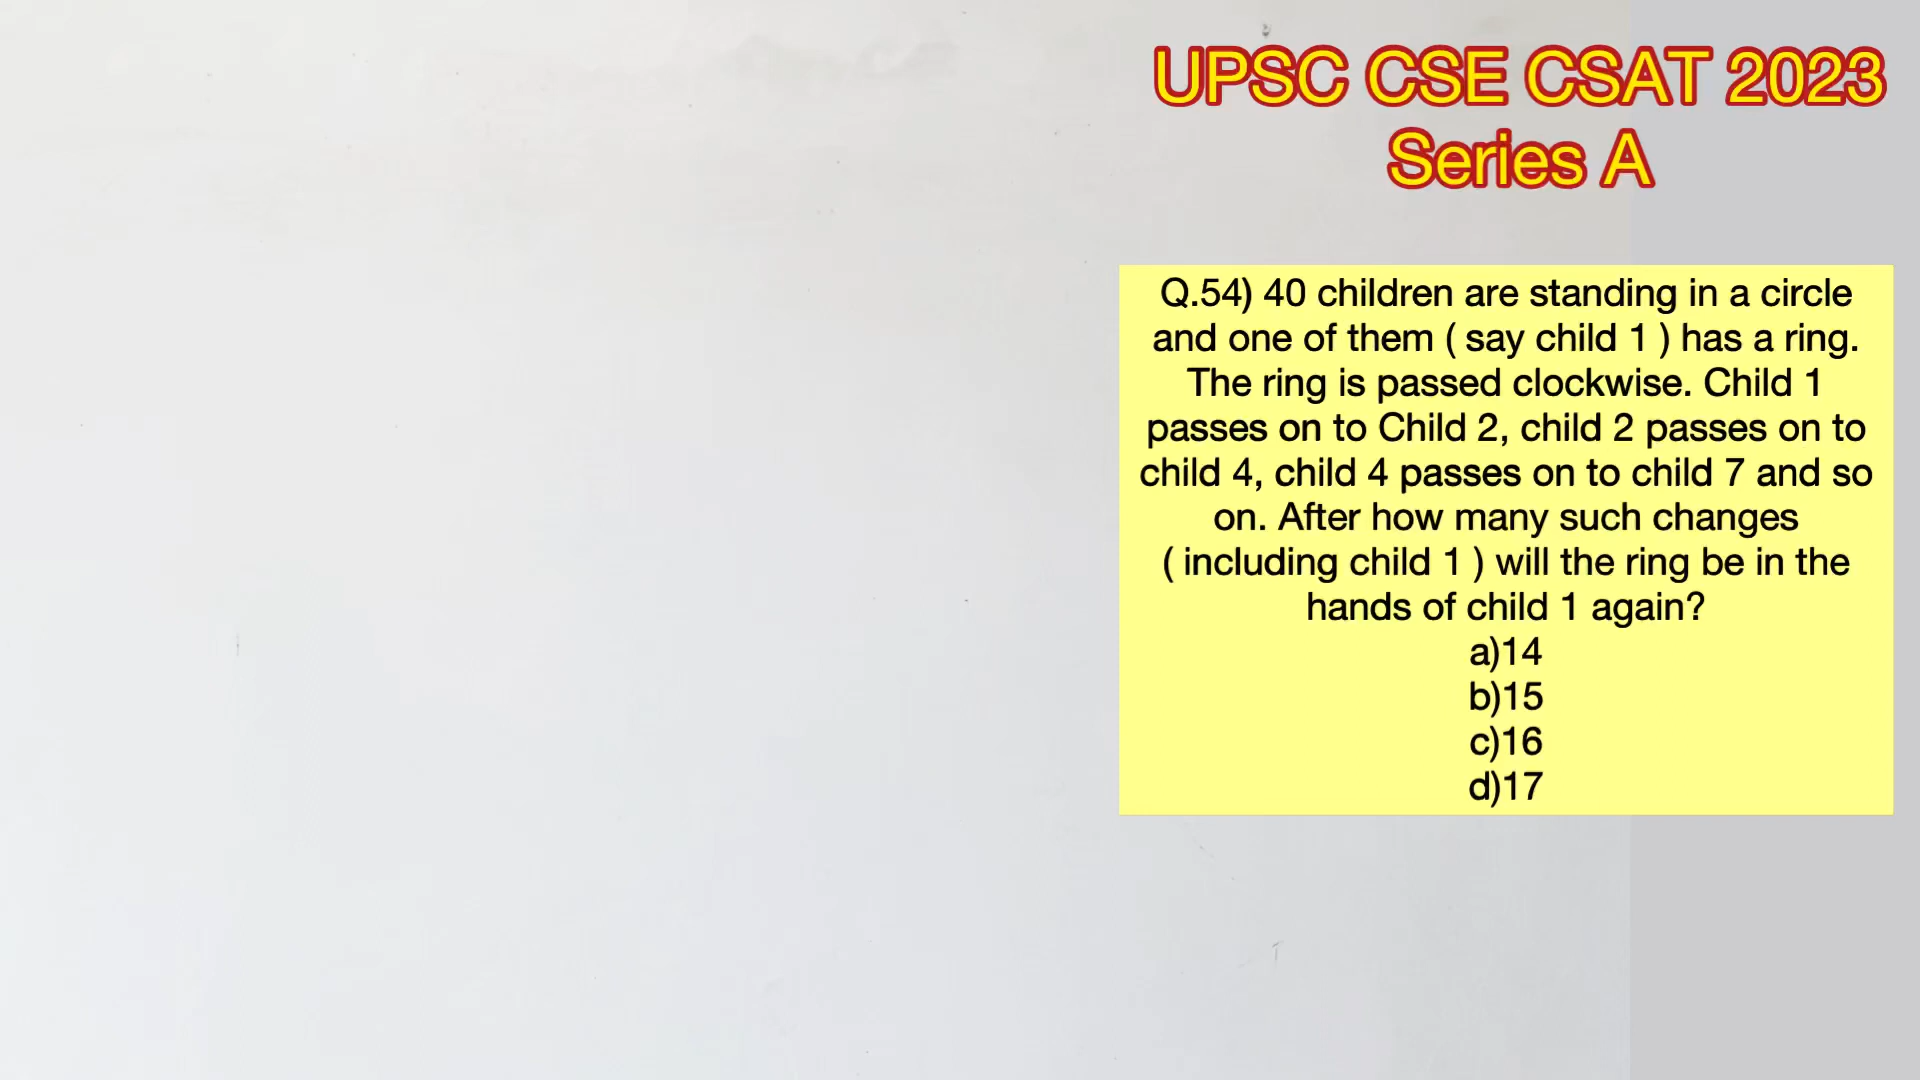 UPSC CSE CSAT 2023
Series A
Q.54) 40 children are standing in a circle
and one of them ( say child 1 ) has a ring.
The ring is passed clockwise. Child 1
passes on to Child 2, child 2 passes on to
child 4, child 4 passes on to child 7 and so
on. After how many such changes
( including child 1 ) will the ring be in the
hands of child 1 again?
a)14
b)15
c)16
d)17